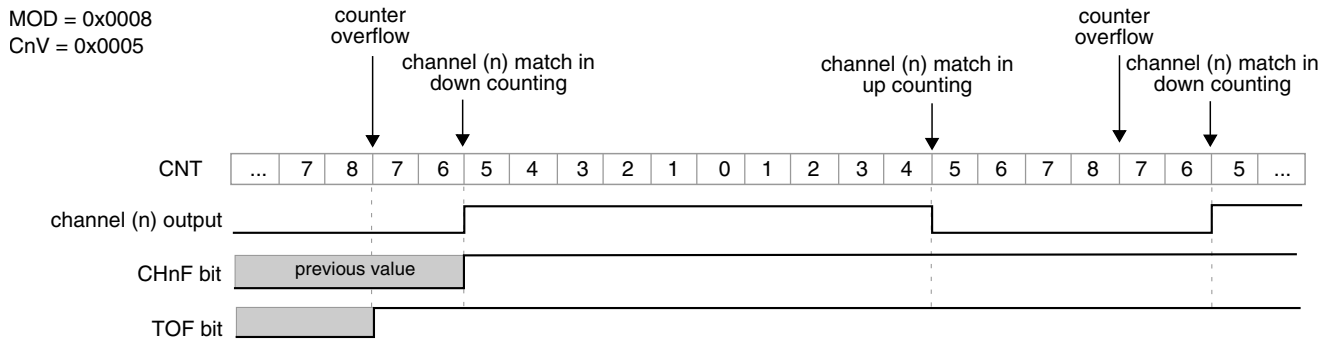 MOD = 0x0008
CnV = 0x0005
counter
overflow
channel (n) match in
down counting
channel (n) match in
up counting
counter
overflow
channel (n) match in
down counting
CNT ... 7 8 7 6 5 4 3 2 1 0 1 2 3 4 5 6 7 8 7 6 5 ...
channel (n) output
CHnF bit previous value
TOF bit